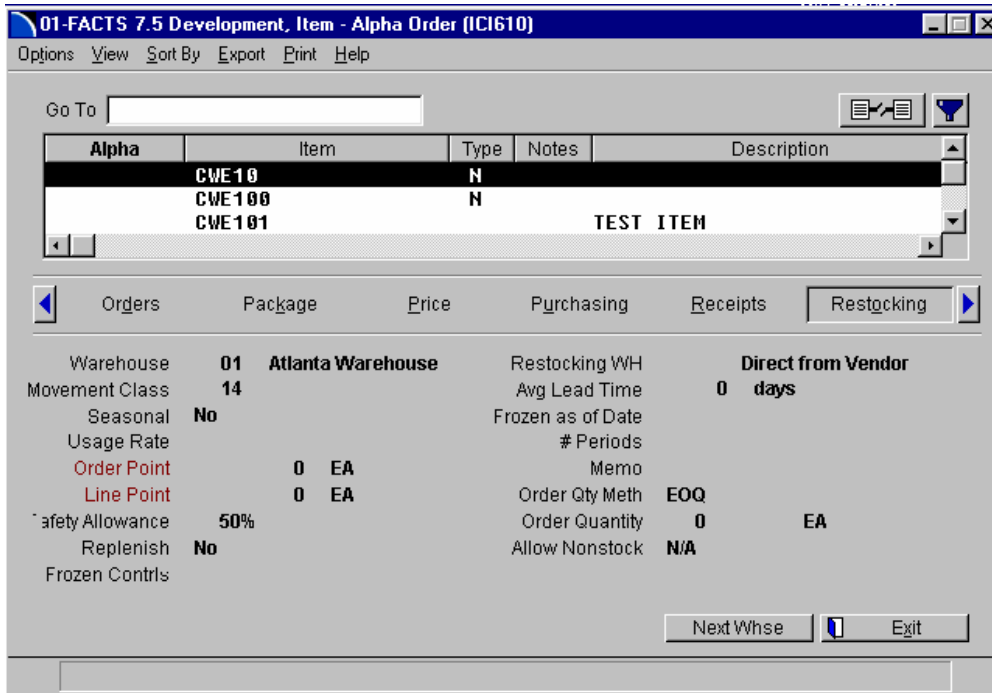 01-FACTS 7.5 Development, Item - Alpha Order (ICI610)
Options View Sort By Export Print Help
Go To
Alpha Item Type Notes Description
CWE10 N
CWE100 N
CWE101 TEST ITEM
Orders Package Price Purchasing Receipts Restocking
Warehouse 01 Atlanta Warehouse Restocking WH Direct from Vendor
Movement Class 14 Avg Lead Time 0 days
Seasonal No Frozen as of Date
Usage Rate # Periods
Order Point 0 EA Memo
Line Point 0 EA Order Qty Meth EOQ
afety Allowance 50% Order Quantity 0 EA
Replenish No Allow Nonstock N/A
Frozen Contrls
Next Whse Exit